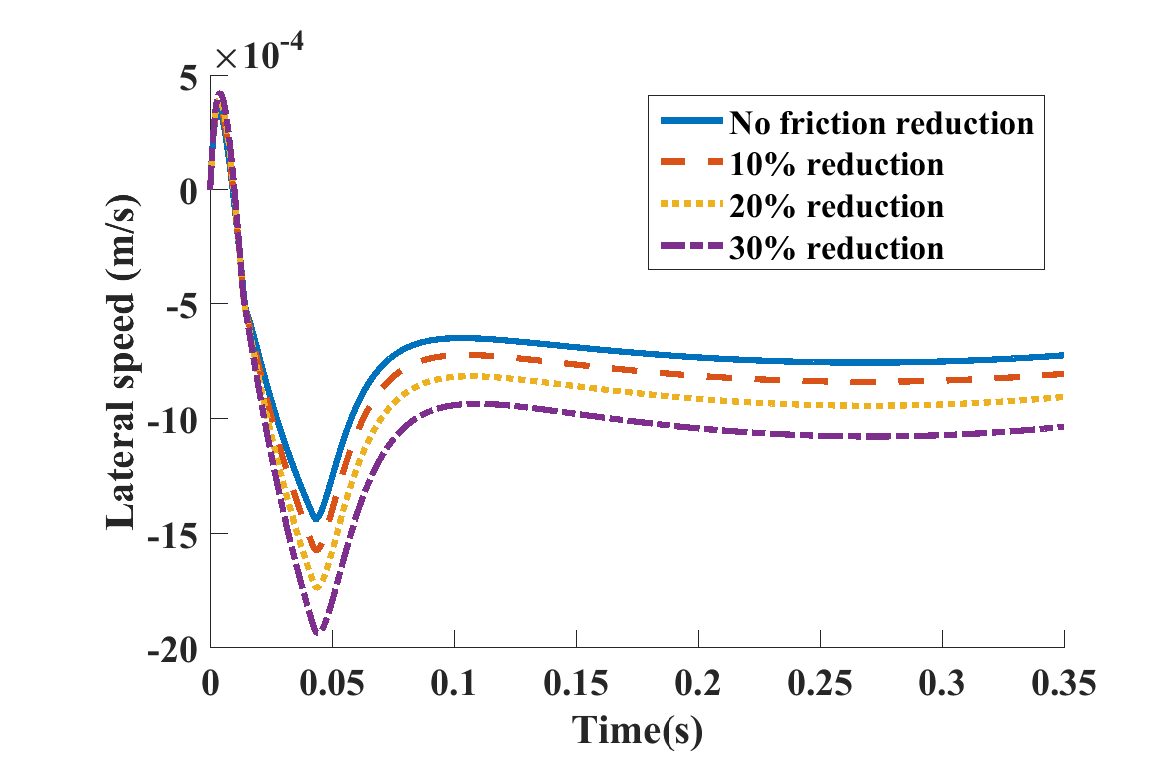 ×10-4
5
0
-5
-10
-15
-20
0 0.05 0.1 0.15 0.2 0.25 0.3 0.35
Time(s)
Lateral speed (m/s)
No friction reduction
10% reduction
20% reduction
30% reduction